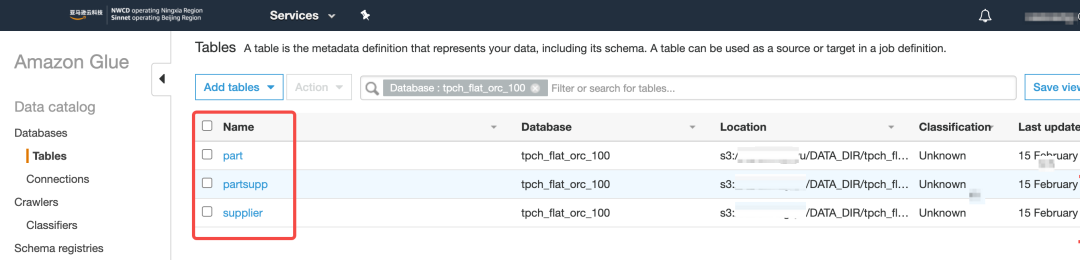 亚马逊云科技
NWCD operating Ningxia Region
Sinnet operating Beijing Region
Services
Amazon Glue
Data catalog
Databases
Tables
Connections
Crawlers
Classifiers
Schema registries
Tables A table is the metadata definition that represents your data, including its schema. A table can be used as a source or target in a job definition.
Add tables Action Database : tpch_flat_orc_100 Filter or search for tables... Save view
Name Database Location Classification Last update
part tpch_flat_orc_100 s3:/ u/DATA_DIR/tpch_fl... Unknown 15 February
partsupp tpch_flat_orc_100 s3: /DATA_DIR/tpch_fl... Unknown 15 February
supplier tpch_flat_orc_100 s3: /DATA_DIR/tpch_fl... Unknown 15 February